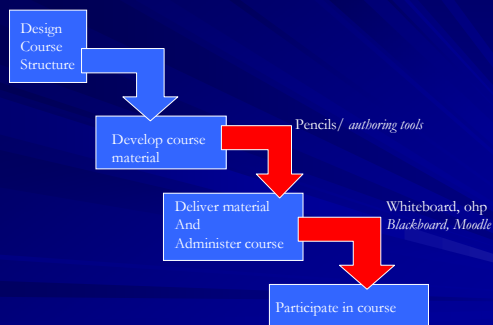 Design
Course
Structure
Pencils/ authoring tools
Develop course
material
Deliver material
And
Administer course
Whiteboard, ohp
Blackboard, Moodle
Participate in course